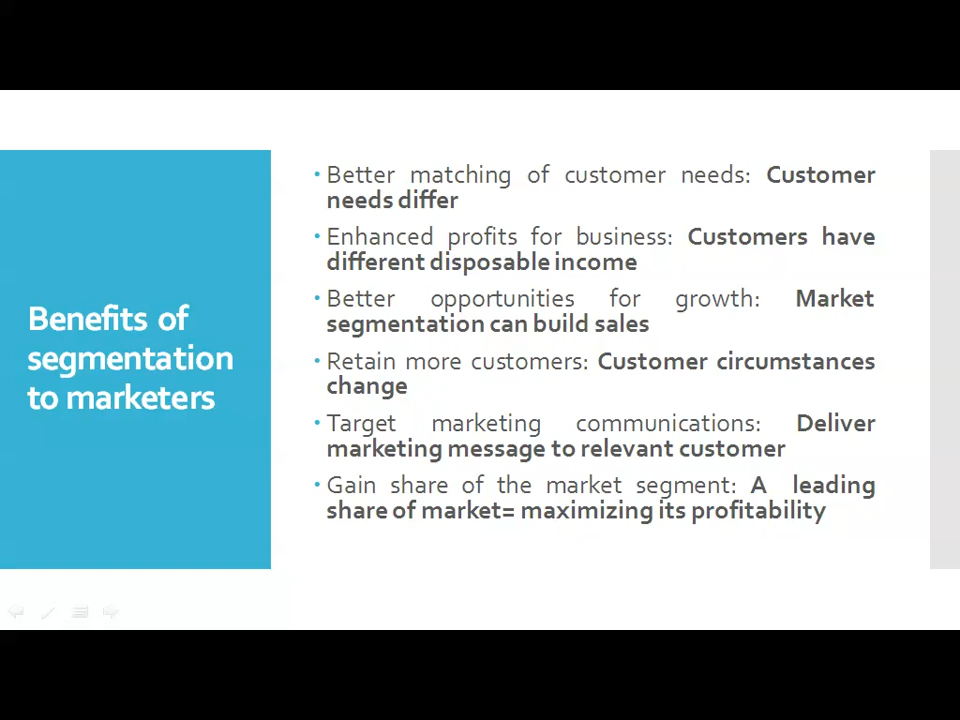 Benefits of
segmentation
to marketers
• Better matching of customer needs: Customer
needs differ
• Enhanced profits for business: Customers have
different disposable income
• Better opportunities for growth: Market
segmentation can build sales
• Retain more customers: Customer circumstances
change
• Target marketing communications: Deliver
marketing message to relevant customer
• Gain share of the market segment: A leading
share of market= maximizing its profitability